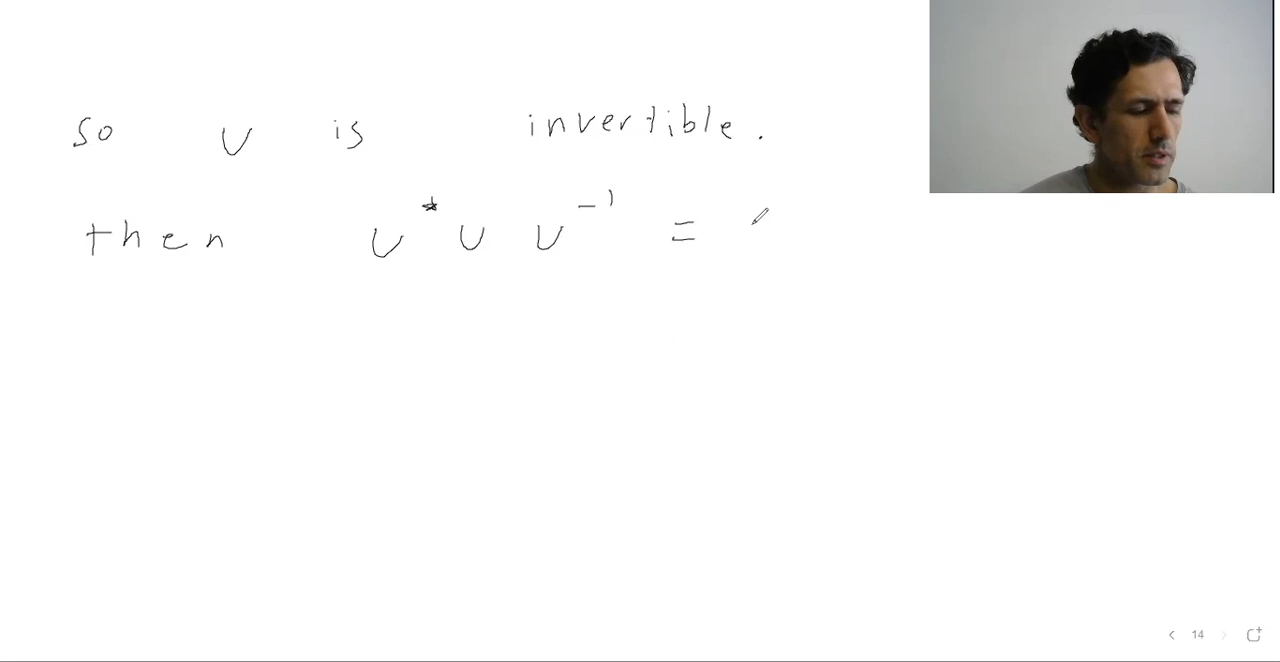 so U is invertible.
then U* U U⁻¹ =
14